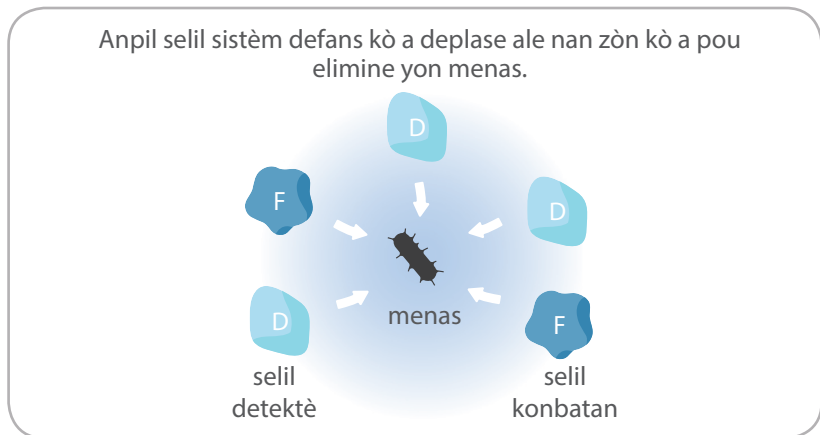 Anpil selil sistèm defans kò a deplase ale nan zòn kò a pou
elimine yon menas.
D
F
D
D
F
menas
selil
detektè
selil
konbatan